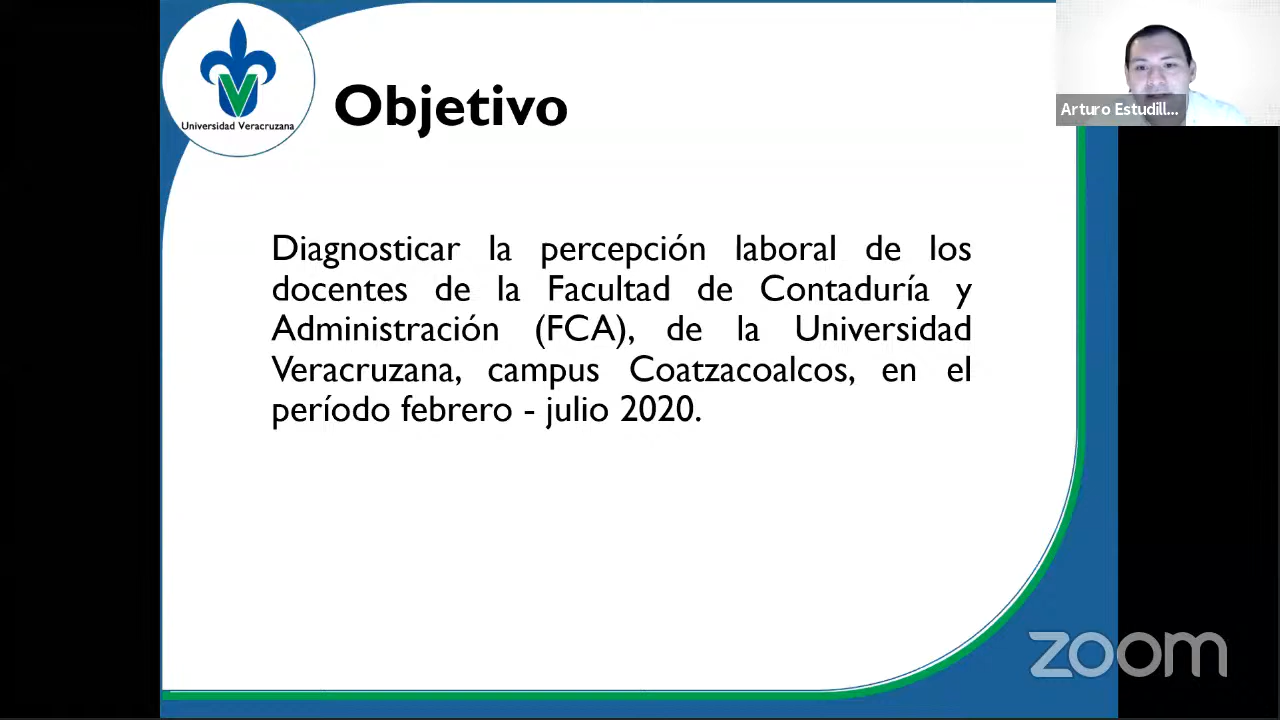 Universidad Veracruzana
Objetivo
Arturo Estudill...
Diagnosticar la percepción laboral de los
docentes de la Facultad de Contaduría y
Administración (FCA), de la Universidad
Veracruzana, campus Coatzacoalcos, en el
período febrero - julio 2020.
zoom